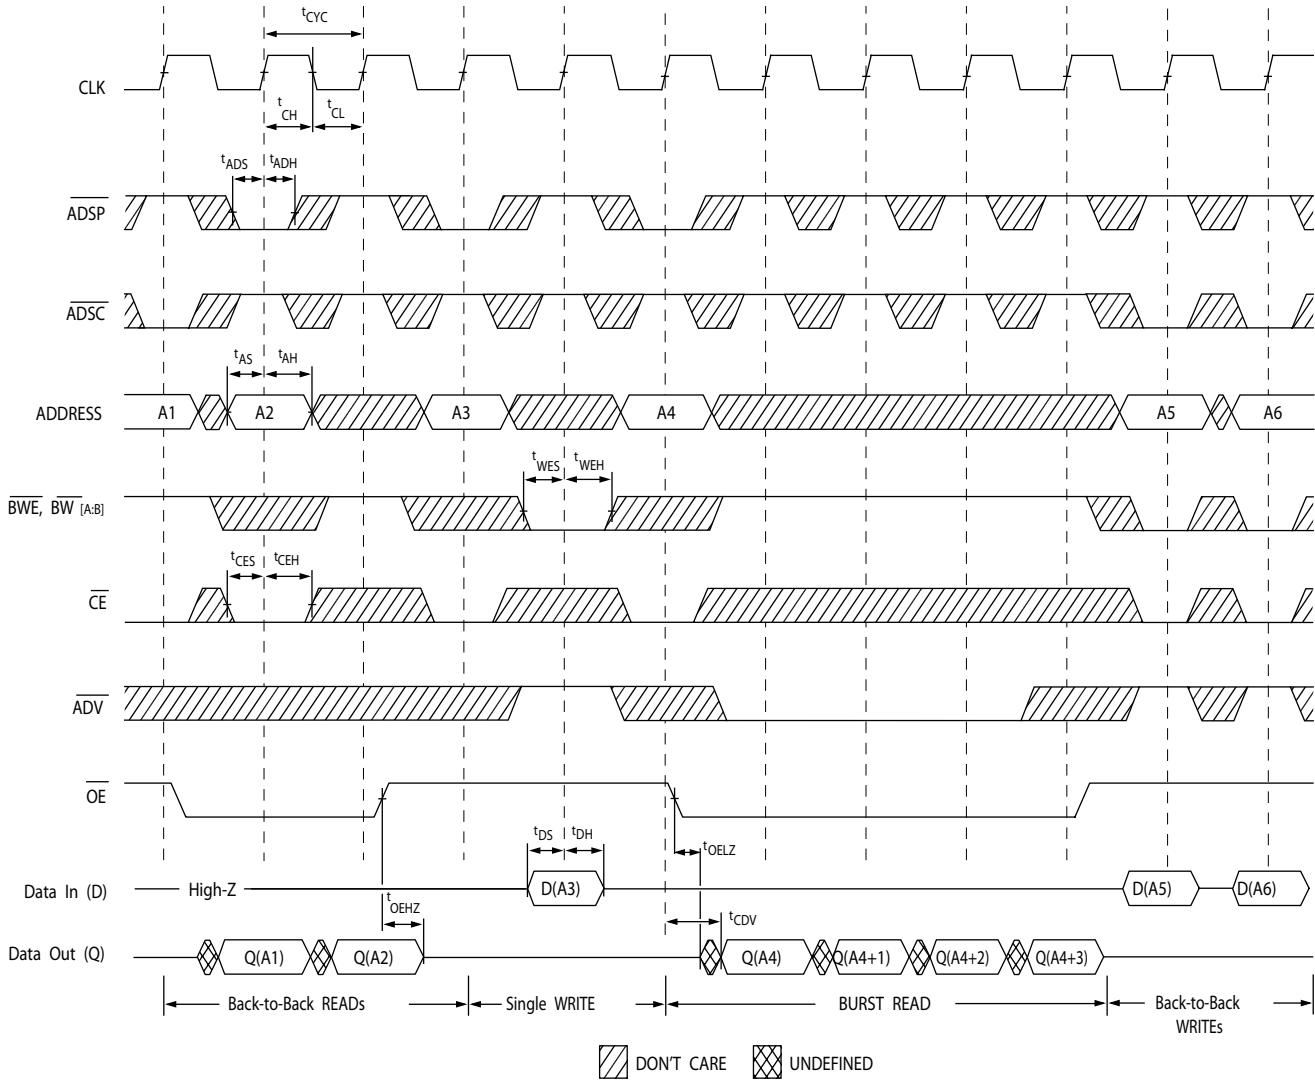 tCYC
CLK
tCH
tCL
tADS
tADH
ADSP
ADSC
tAS
tAH
ADDRESS
A1
A2
A3
A4
A5
A6
tWES
tWEH
BWE, BW [A:B]
tCES
tCEH
CE
ADV
OE
tDS
tDH
tOELZ
Data In (D)
High-Z
D(A3)
D(A5)
D(A6)
tOEHZ
tCDV
Data Out (Q)
Q(A1)
Q(A2)
Q(A4)
Q(A4+1)
Q(A4+2)
Q(A4+3)
Back-to-Back READs
Single WRITE
BURST READ
Back-to-Back
WRITEs
DON'T CARE
UNDEFINED